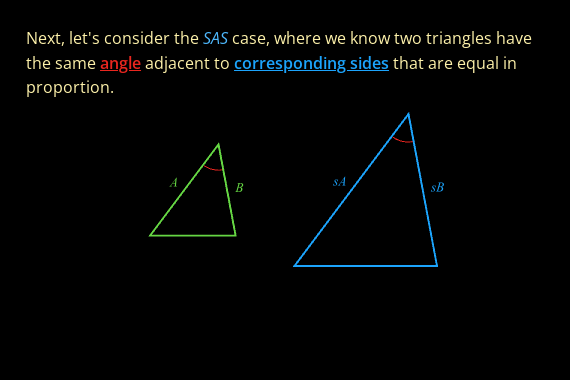 Next, let's consider the SAS case, where we know two triangles have
the same angle adjacent to corresponding sides that are equal in
proportion.
A
B
sA
sB